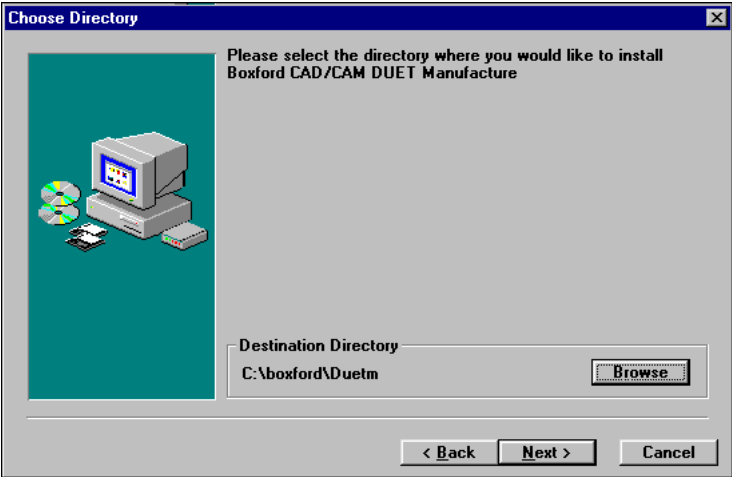 Choose Directory
Please select the directory where you would like to install
Boxford CAD/CAM DUET Manufacture
Destination Directory
C:\boxford\Duetm
Browse
< Back
Next >
Cancel